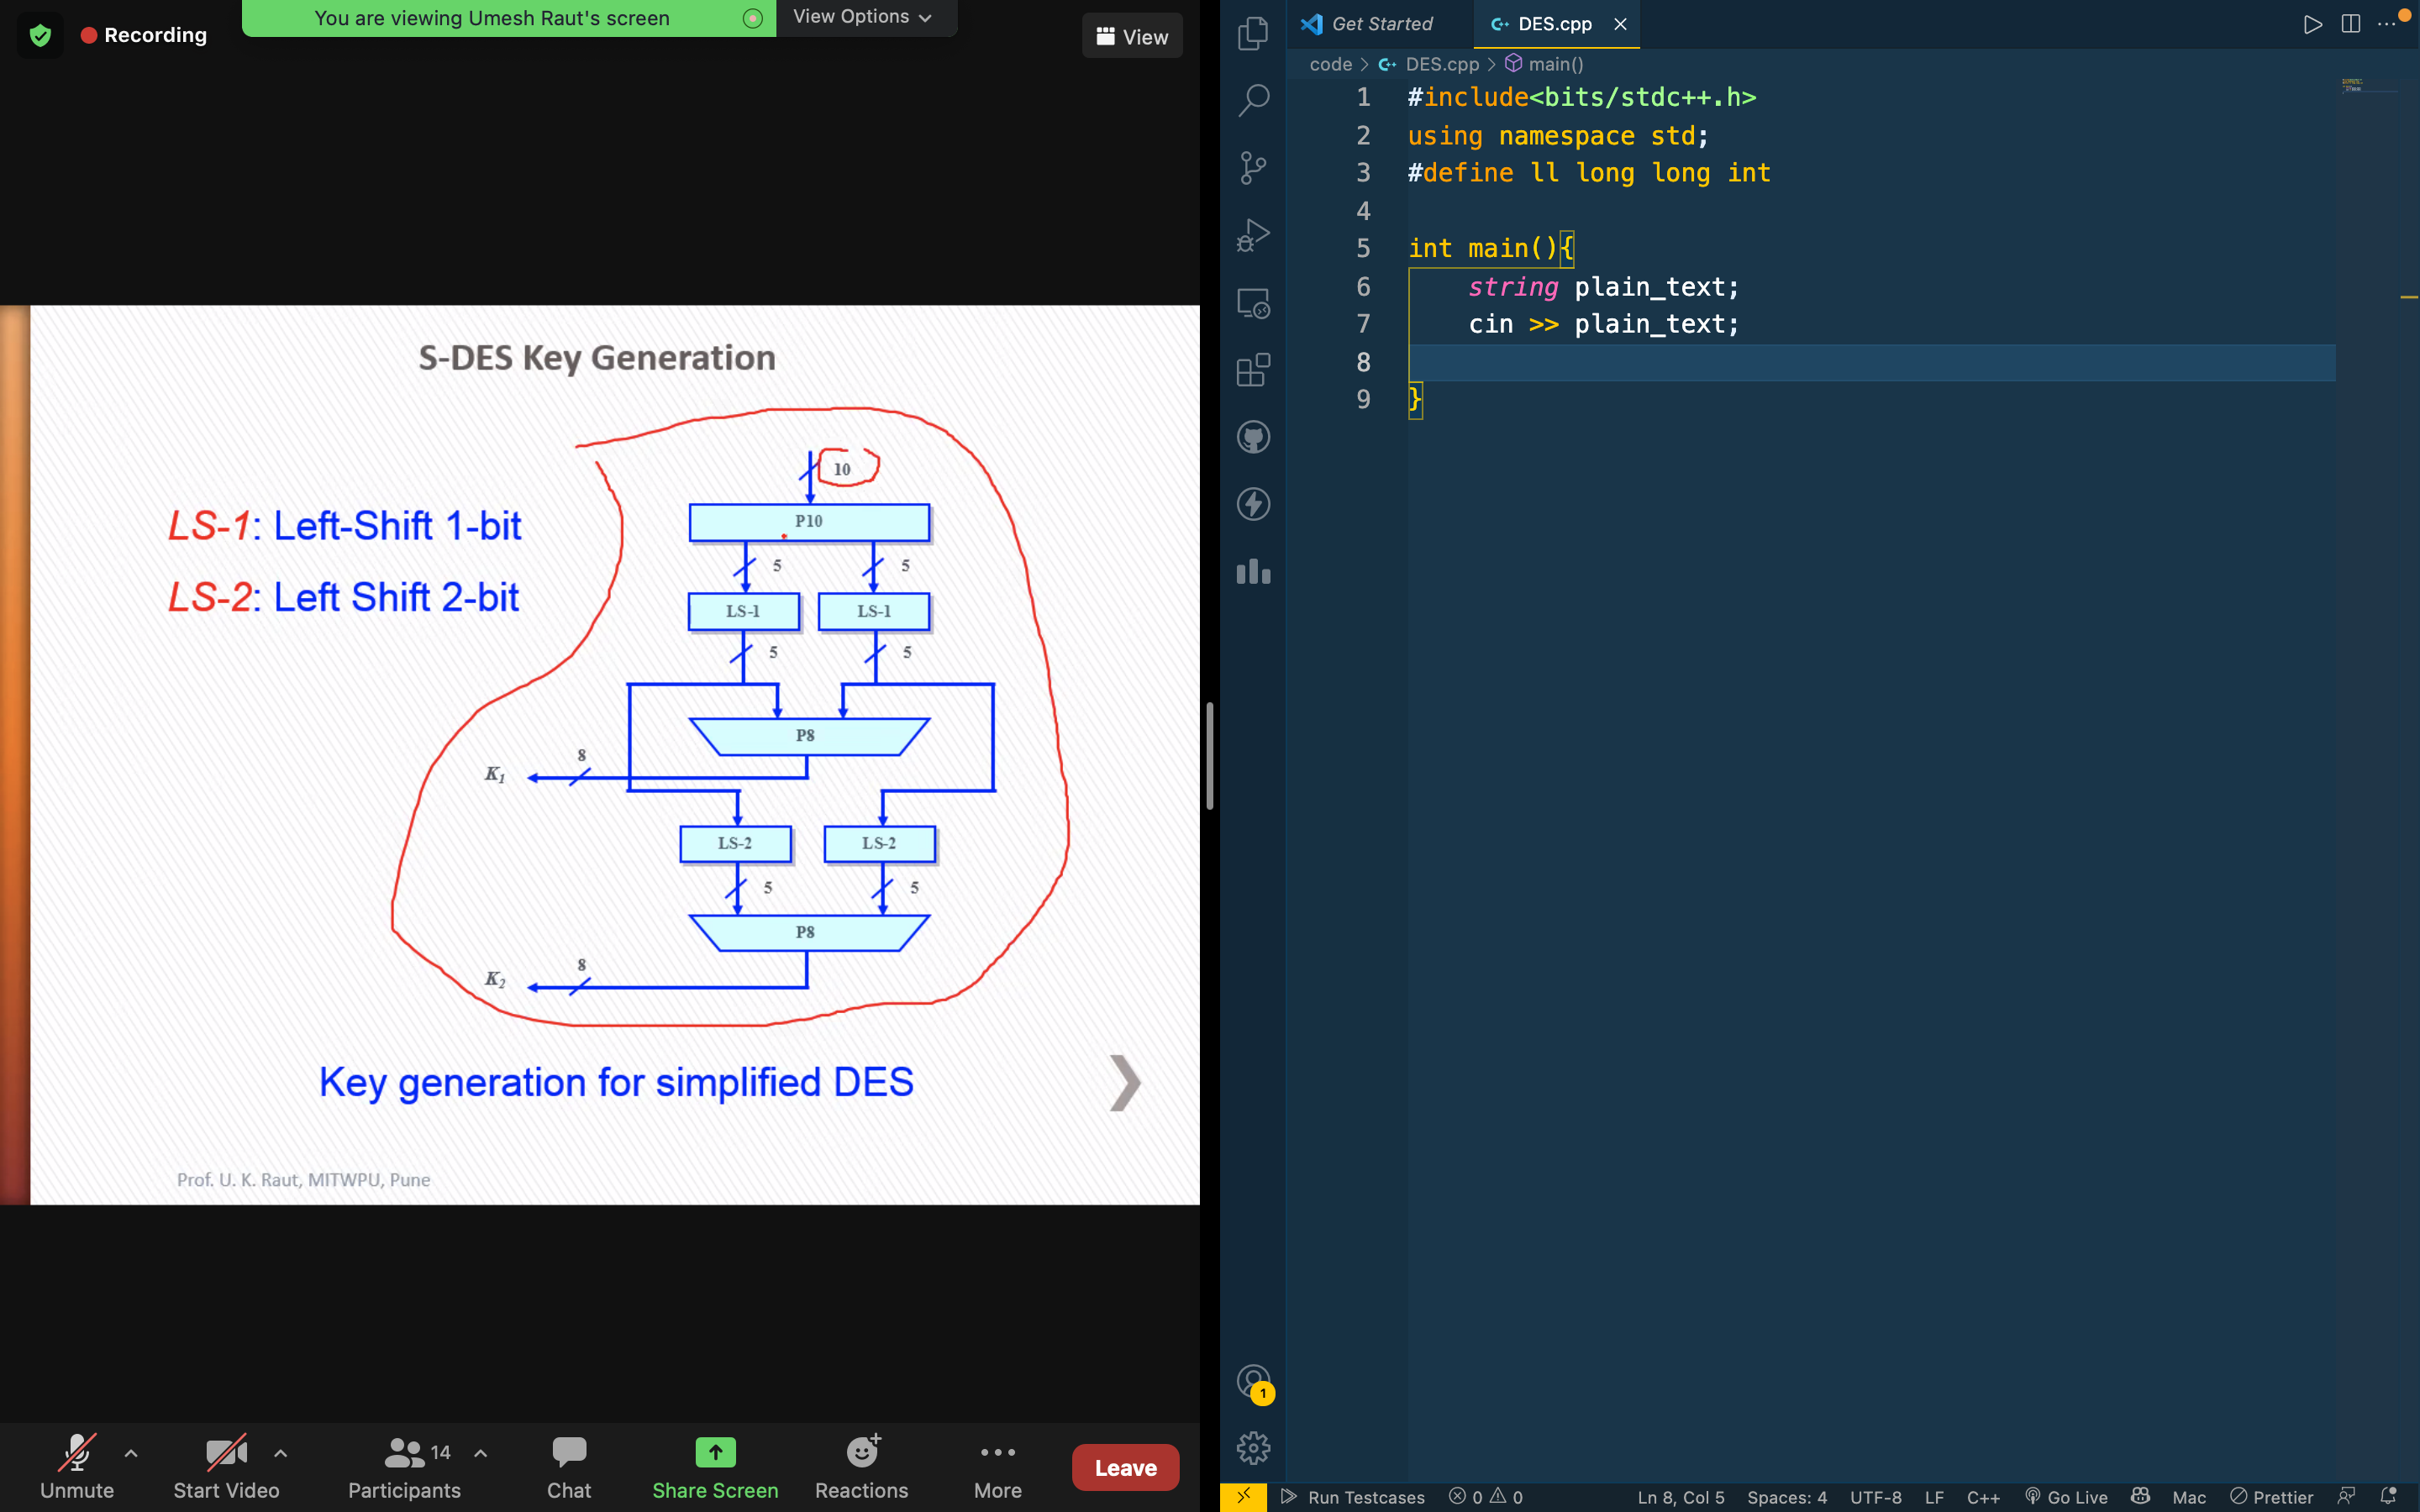 Recording
You are viewing Umesh Raut's screen
View Options
View
S-DES Key Generation
LS-1: Left-Shift 1-bit
LS-2: Left Shift 2-bit
10
P10
5
5
LS-1
LS-1
5
5
P8
8
K1
LS-2
LS-2
5
5
P8
8
K2
Key generation for simplified DES
Prof. U. K. Raut, MITWPU, Pune
Unmute
Start Video
14
Participants
Chat
Share Screen
Reactions
More
Leave
Get Started
DES.cpp
code > DES.cpp > main()
1 #include<bits/stdc++.h>
2 using namespace std;
3 #define ll long long int
4
5 int main(){
6 string plain_text;
7 cin >> plain_text;
8
9 }
1
Run Testcases
0
0
Ln 8, Col 5
Spaces: 4
UTF-8
LF
C++
Go Live
Mac
Prettier